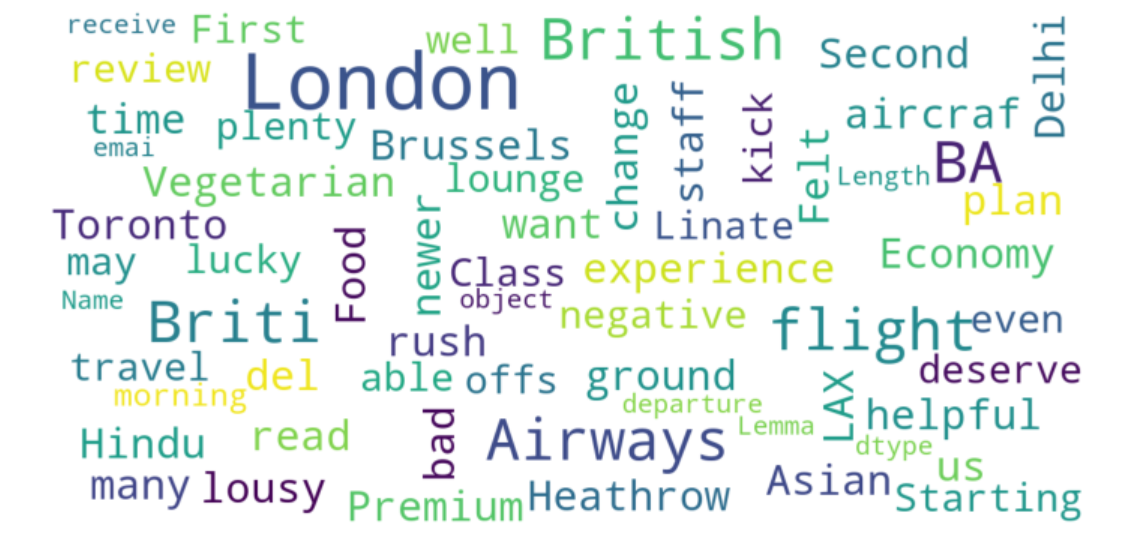 receive
First
well
British
Second
Delhi
review
London
time
plenty
Brussels
change
staff
kick
Felt
aircraf
emai
Vegetarian
lounge
Length
BA
plan
Toronto
newer
want
Linate
may
lucky
Food
Class
experience
Economy
Name
object
Briti
negative
flight
even
rush
travel
del
able
offs
ground
deserve
morning
departure
LAX
helpful
Hindu
read
bad
Airways
Lemma
dtype
us
many
lousy
Premium
Heathrow
Asian
Starting